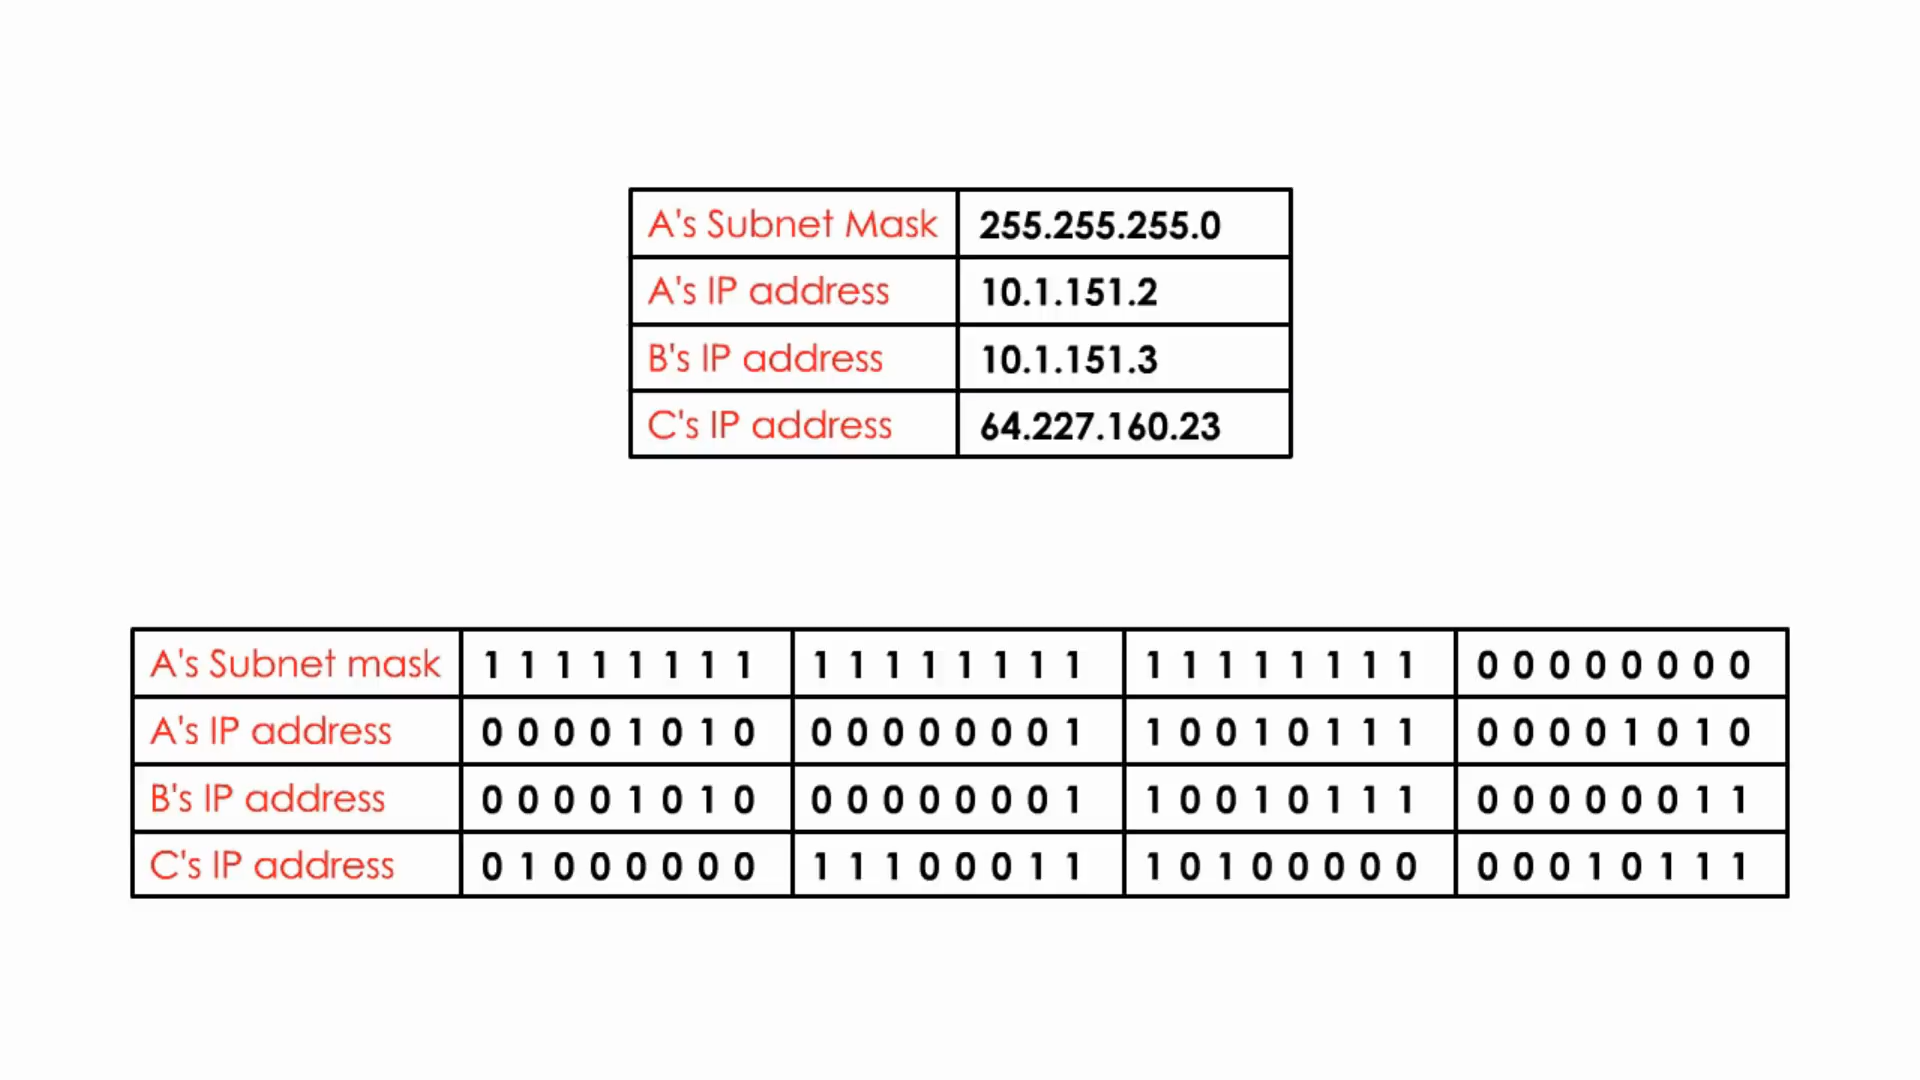 A's Subnet Mask 255.255.255.0
A's IP address 10.1.151.2
B's IP address 10.1.151.3
C's IP address 64.227.160.23
A's Subnet mask 1 1 1 1 1 1 1 1 1 1 1 1 1 1 1 1 1 1 1 1 1 1 1 1 0 0 0 0 0 0 0 0
A's IP address 0 0 0 0 1 0 1 0 0 0 0 0 0 0 0 1 1 0 0 1 0 1 1 1 0 0 0 0 1 0 1 0
B's IP address 0 0 0 0 1 0 1 0 0 0 0 0 0 0 0 1 1 0 0 1 0 1 1 1 0 0 0 0 0 0 1 1
C's IP address 0 1 0 0 0 0 0 0 1 1 1 0 0 0 1 1 1 0 1 0 0 0 0 0 0 0 0 1 0 1 1 1